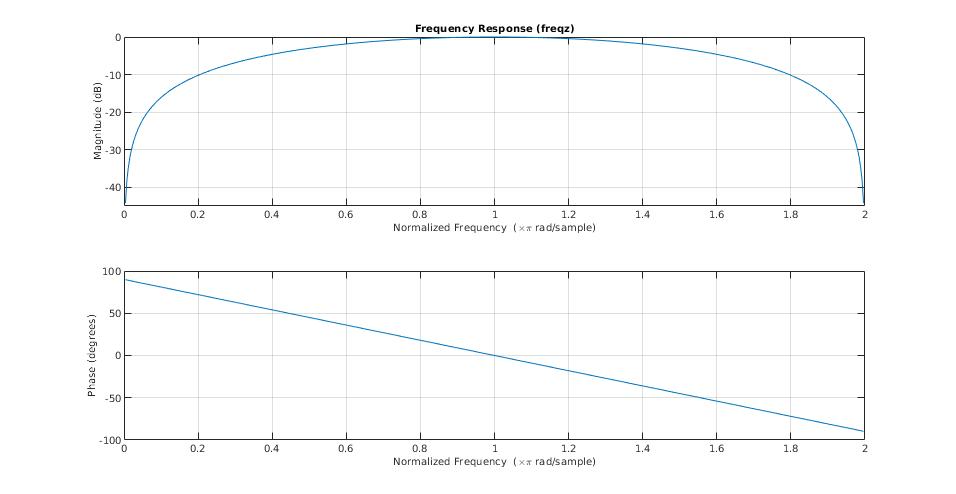 Frequency Response (freqz)
0
-10
-20
-30
-40
Magnitude (dB)
0 0.2 0.4 0.6 0.8 1 1.2 1.4 1.6 1.8 2
Normalized Frequency (×π rad/sample)
100
50
0
-50
-100
Phase (degrees)
0 0.2 0.4 0.6 0.8 1 1.2 1.4 1.6 1.8 2
Normalized Frequency (×π rad/sample)